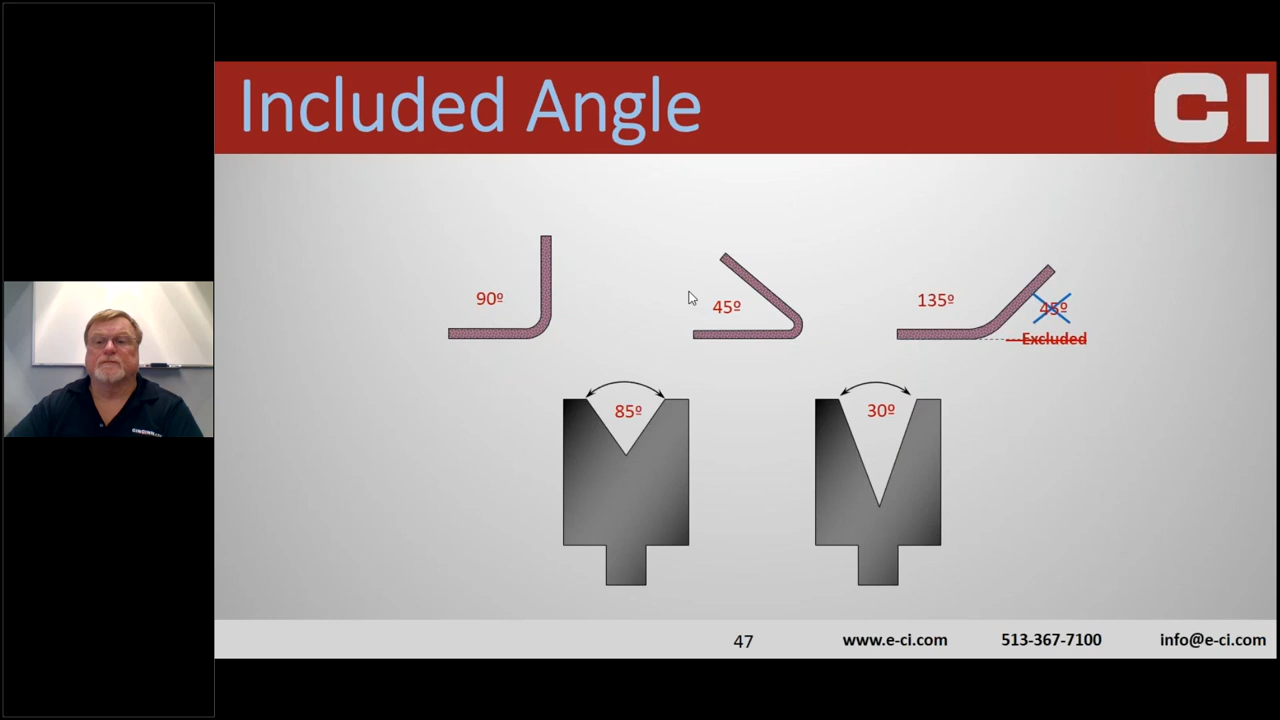 Included Angle
CI
90º
45º
135º
45º
Excluded
85º
30º
47
www.e-ci.com
513-367-7100
info@e-ci.com